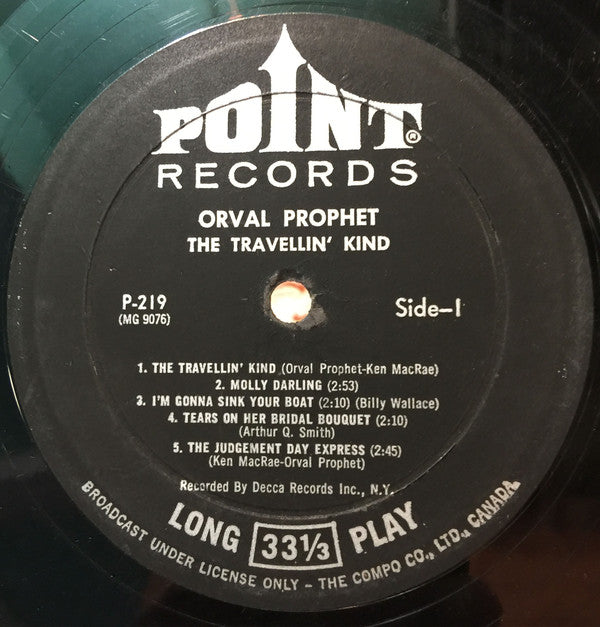 POINT®
RECORDS
ORVAL PROPHET
THE TRAVELLIN' KIND
P-219
(MG 9076)
Side-1
1. THE TRAVELLIN' KIND (Orval Prophet-Ken MacRae)
2. MOLLY DARLING (2:53)
3. I'M GONNA SINK YOUR BOAT (2:10) (Billy Wallace)
4. TEARS ON HER BRIDAL BOUQUET (2:10)
(Arthur Q. Smith)
5. THE JUDGEMENT DAY EXPRESS (2:45)
(Ken MacRae-Orval Prophet)
Recorded By Decca Records Inc., N.Y.
LONG 33⅓ PLAY
BROADCAST UNDER LICENSE ONLY - THE COMPO CO., LTD., CANADA.